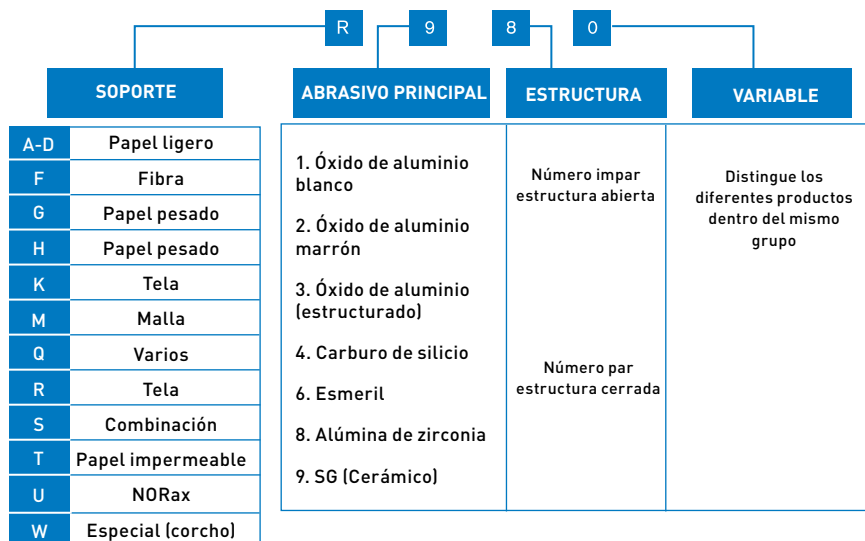 R 9 8 0
SOPORTE
A-D Papel ligero
F Fibra
G Papel pesado
H Papel pesado
K Tela
M Malla
Q Varios
R Tela
S Combinación
T Papel impermeable
U NORax
W Especial (corcho)
ABRASIVO PRINCIPAL
1. Óxido de aluminio
blanco
2. Óxido de aluminio
marrón
3. Óxido de aluminio
(estructurado)
4. Carburo de silicio
6. Esmeril
8. Alúmina de zirconia
9. SG (Cerámico)
ESTRUCTURA
Número impar
estructura abierta
Número par
estructura cerrada
VARIABLE
Distingue los
diferentes productos
dentro del mismo
grupo